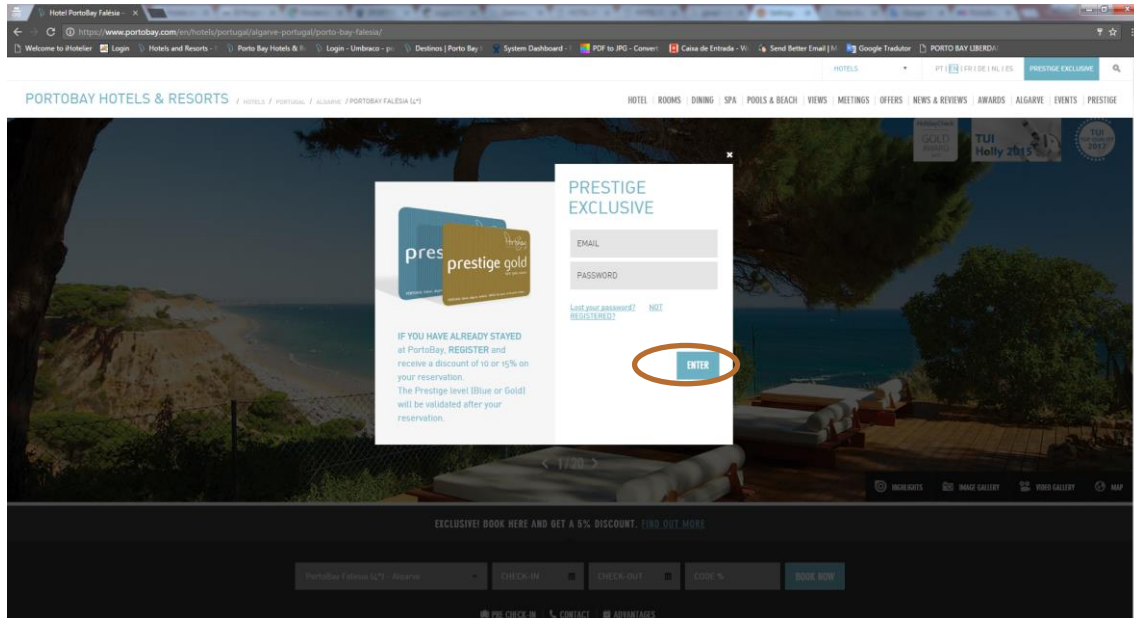 Hotel PortoBay Falésia -
https://www.portobay.com/en/hotels/portugal/algarve-portugal/porto-bay-falesia/
Welcome to iHotelier Login Hotels and Resorts - Porto Bay Hotels & Login - Umbraco - Destinos | Porto Bay System Dashboard - PDF to JPG - Convert Caixa de Entrada - Send Better Email | Google Tradutor PORTO BAY LIBERDA
HOTELS PT | EN | FR | DE | NL | ES PRESTIGE EXCLUSIVE
PORTOBAY HOTELS & RESORTS / HOTELS / PORTUGAL / ALGARVE / PORTOBAY FALÉSIA (4*) HOTEL | ROOMS | DINING | SPA | POOLS & BEACH | VIEWS | MEETINGS | OFFERS | NEWS & REVIEWS | AWARDS | ALGARVE | EVENTS | PRESTIGE
HolidayCheck
GOLD
AWARD
TUI
Holly 2015
TUI
2017
PRESTIGE
EXCLUSIVE
EMAIL
PASSWORD
Lost your password? NOT
REGISTERED?
ENTER
pres
prestige gold
IF YOU HAVE ALREADY STAYED
at PortoBay, REGISTER and
receive a discount of 10 or 15% on
your reservation.
The Prestige level (Blue or Gold)
will be validated after your
reservation.
< 1/20 >
HIGHLIGHTS IMAGE GALLERY VIDEO GALLERY MAP
EXCLUSIVE! BOOK HERE AND GET A 5% DISCOUNT. FIND OUT MORE
PortoBay Falésia (4*) - Algarve CHECK-IN CHECK-OUT CODE % BOOK NOW
PRE CHECK-IN | CONTACT | ADVANTAGES